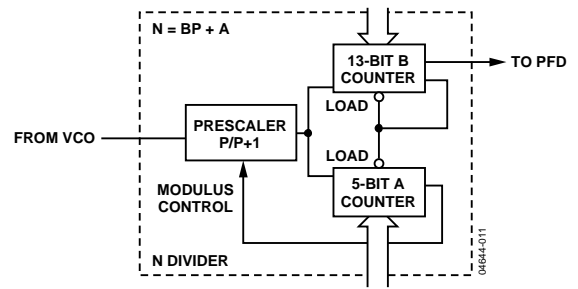 N = BP + A
13-BIT B
COUNTER
TO PFD
LOAD
PRESCALER
P/P+1
FROM VCO
LOAD
MODULUS
CONTROL
5-BIT A
COUNTER
N DIVIDER
04644-011